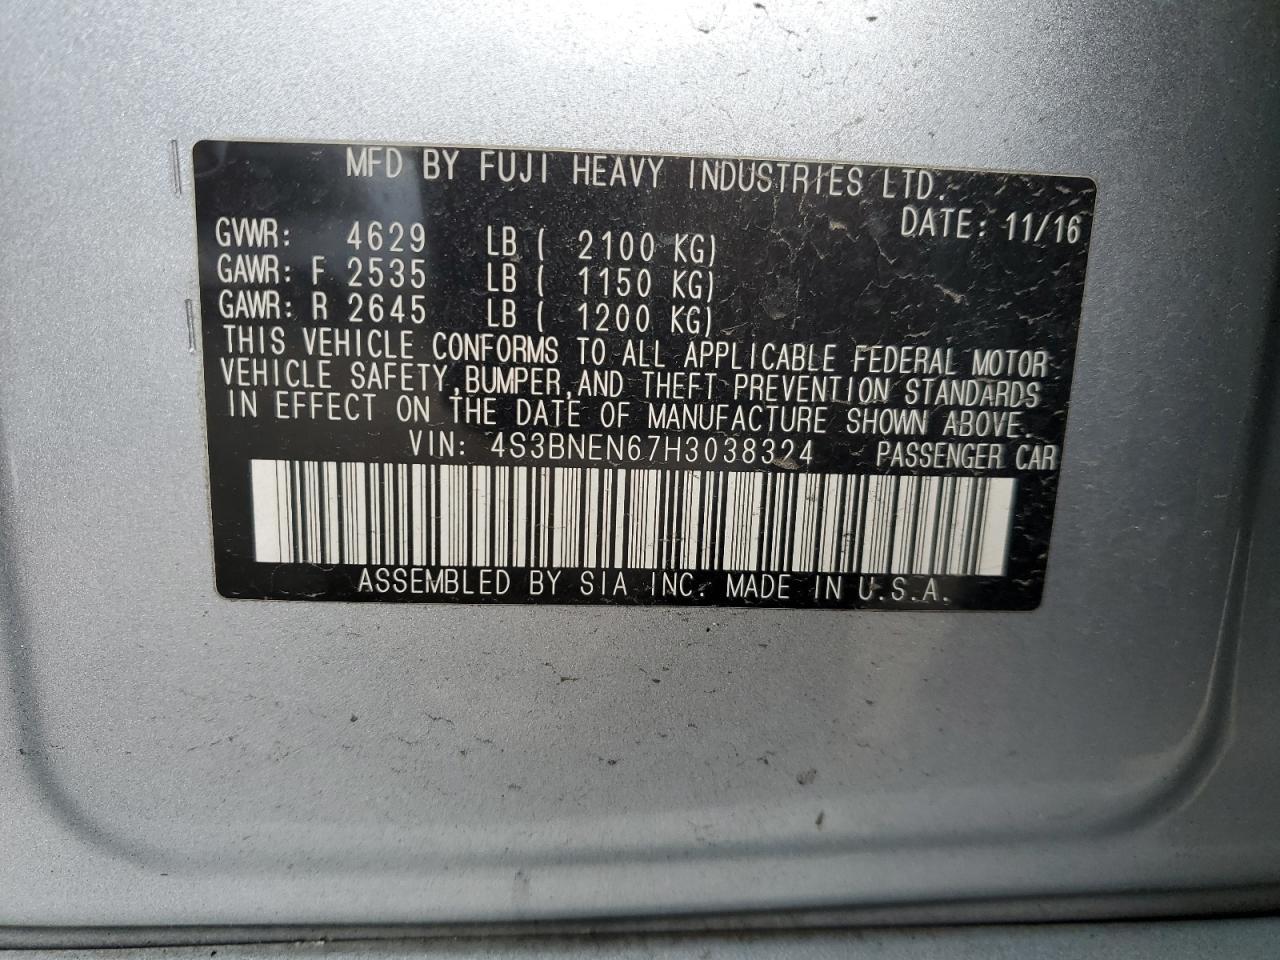 MFD BY FUJI HEAVY INDUSTRIES LTD.
DATE: 11/16
GVWR: 4629 LB ( 2100 KG)
GAWR: F 2535 LB ( 1150 KG)
GAWR: R 2645 LB ( 1200 KG)
THIS VEHICLE CONFORMS TO ALL APPLICABLE FEDERAL MOTOR
VEHICLE SAFETY,BUMPER,AND THEFT PREVENTION STANDARDS
IN EFFECT ON THE DATE OF MANUFACTURE SHOWN ABOVE.
VIN: 4S3BNEN67H3038324 PASSENGER CAR
ASSEMBLED BY SIA INC. MADE IN U.S.A.